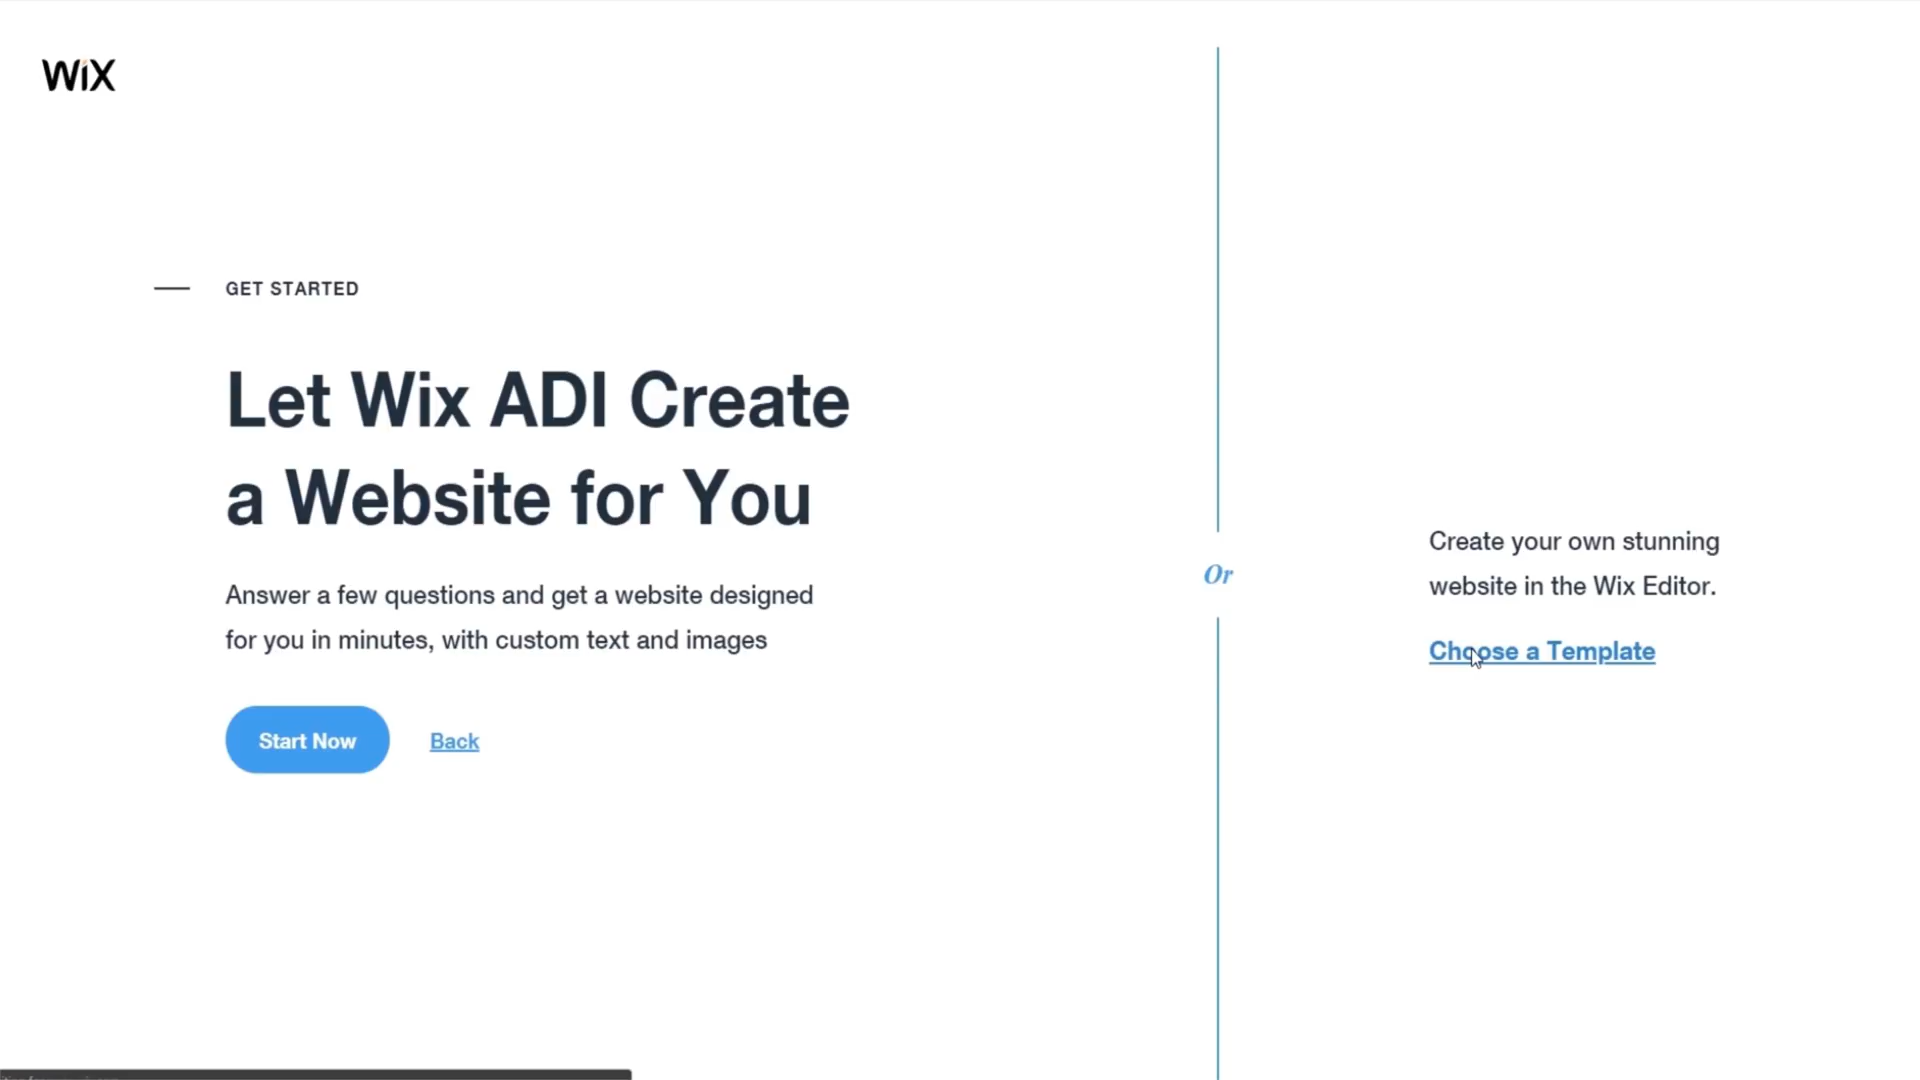 WiX
GET STARTED
Let Wix ADI Create
a Website for You
Answer a few questions and get a website designed
for you in minutes, with custom text and images
Start Now
Back
Or
Create your own stunning
website in the Wix Editor.
Choose a Template